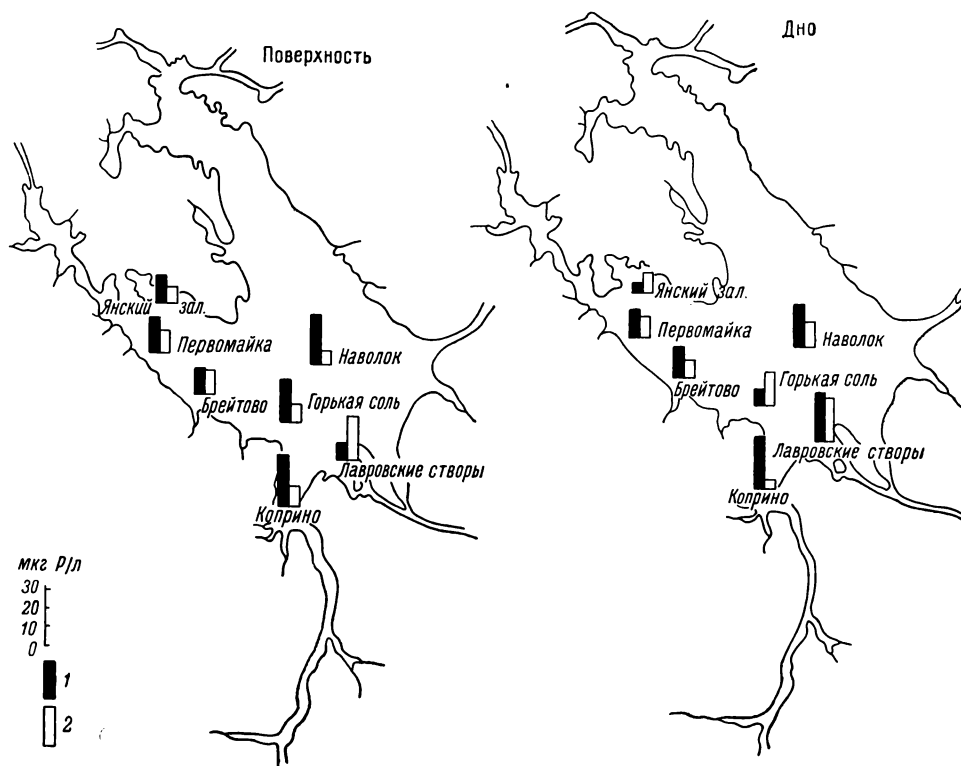 Поверхность
Янский зал.
Первомайка
Наволок
Брейтово
Горькая соль
Лавровские створы
Коприно
мкг Р/л
30
20
10
0
1
2
Дно
Янский зал.
Первомайка
Наволок
Брейтово
Горькая соль
Лавровские створы
Коприно